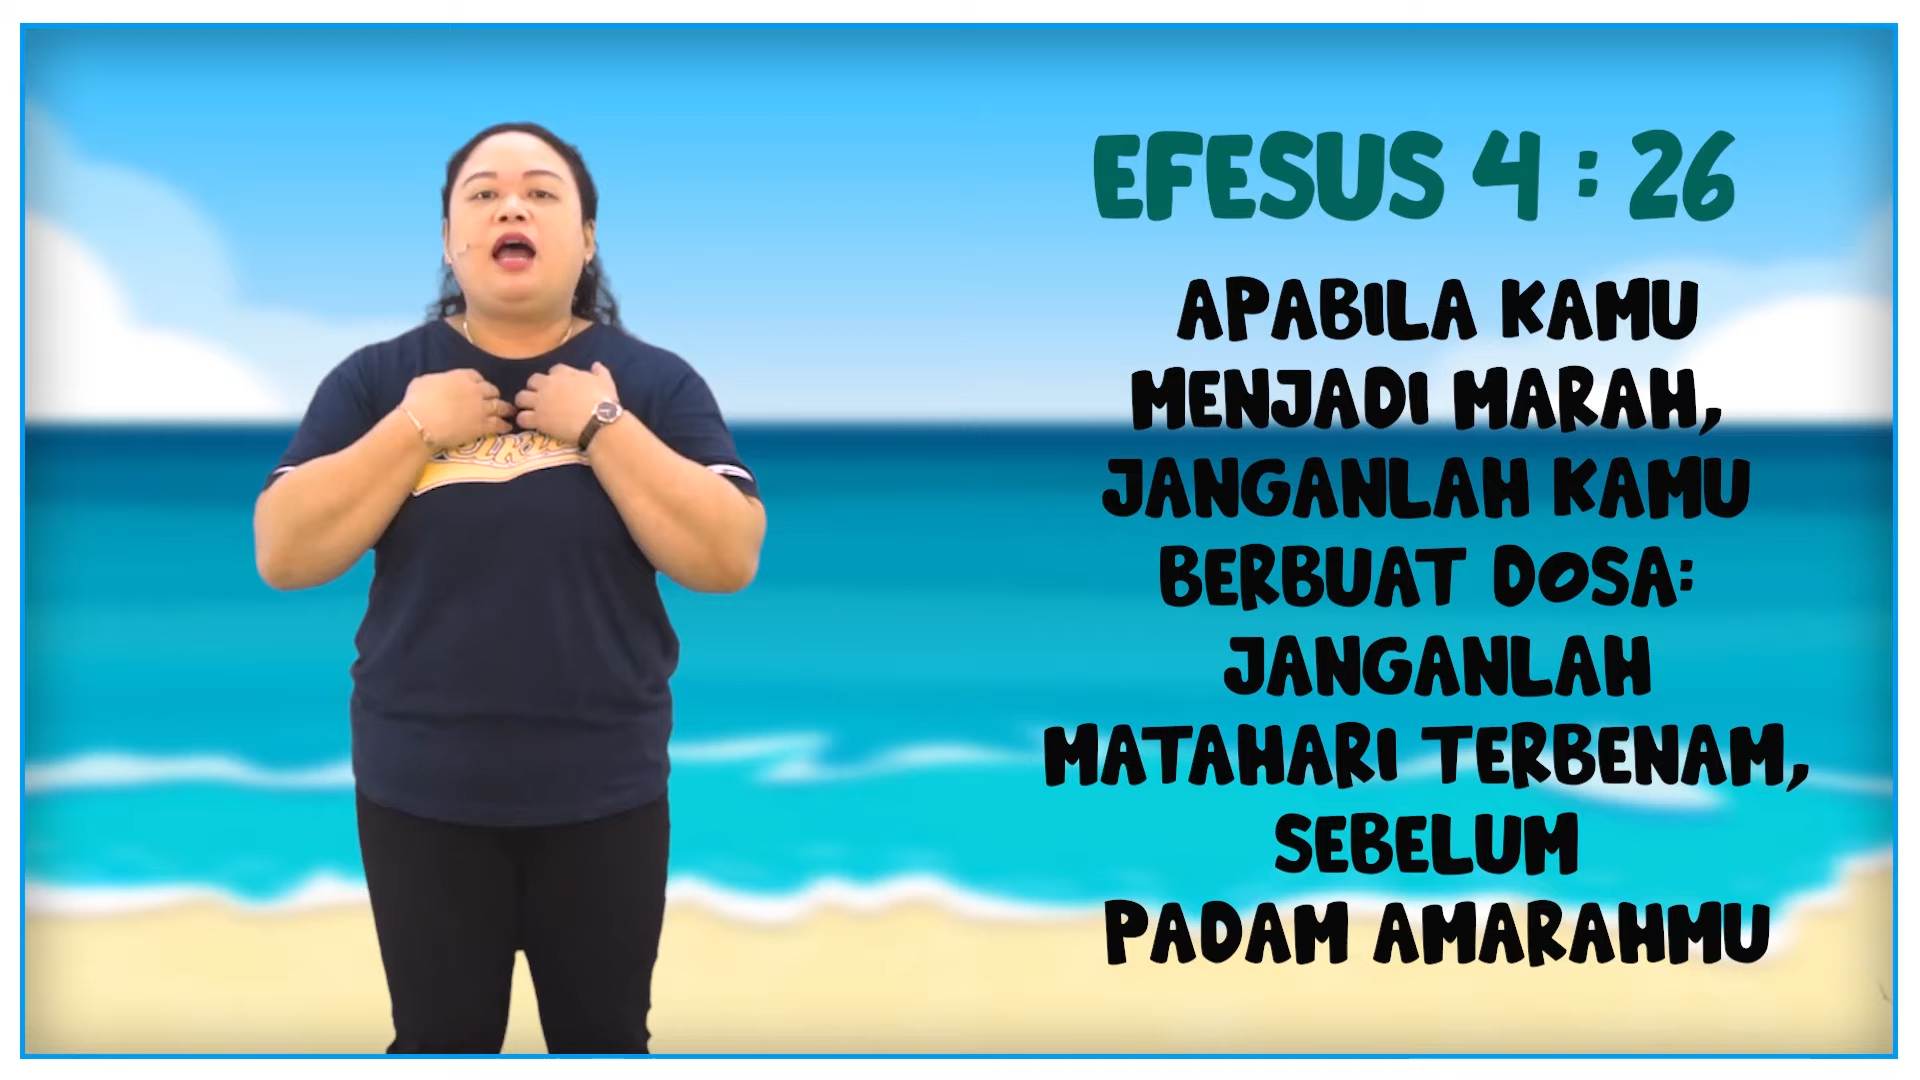 EFESUS 4 : 26
APABILA KAMU
MENJADI MARAH,
JANGANLAH KAMU
BERBUAT DOSA:
JANGANLAH
MATAHARI TERBENAM,
SEBELUM
PADAM AMARAHMU